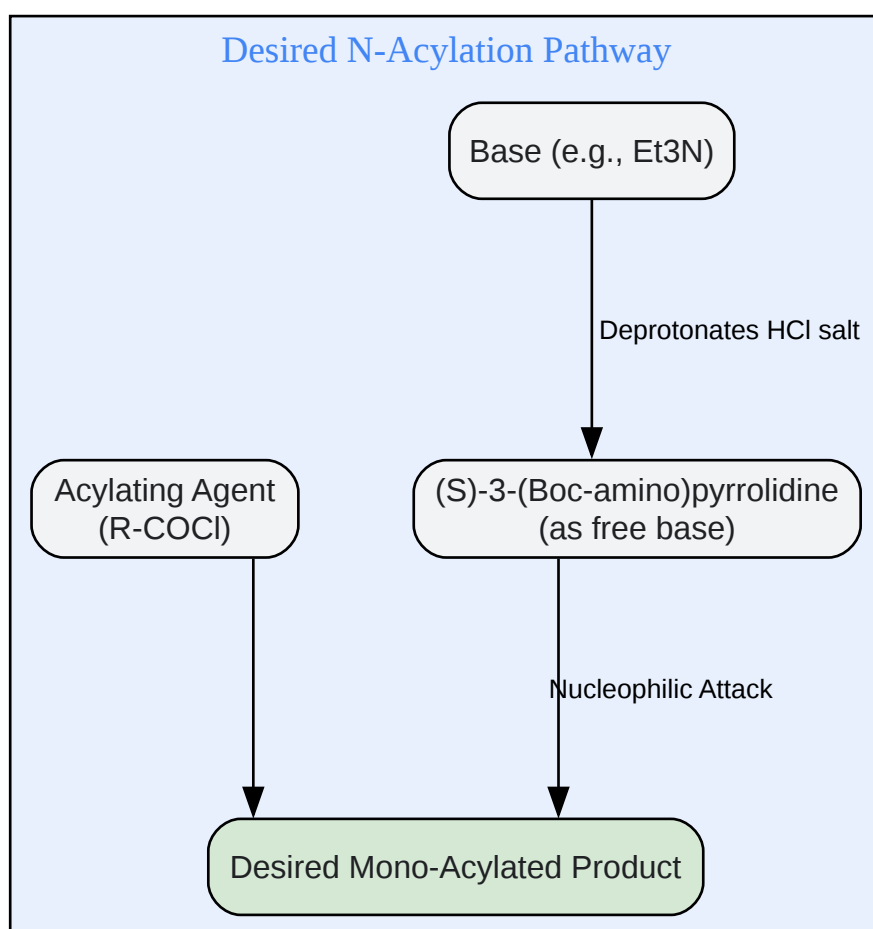 Desired N-Acylation Pathway
Base (e.g., Et3N)
Deprotonates HCl salt
Acylating Agent
(R-COCl)
(S)-3-(Boc-amino)pyrrolidine
(as free base)
Nucleophilic Attack
Desired Mono-Acylated Product